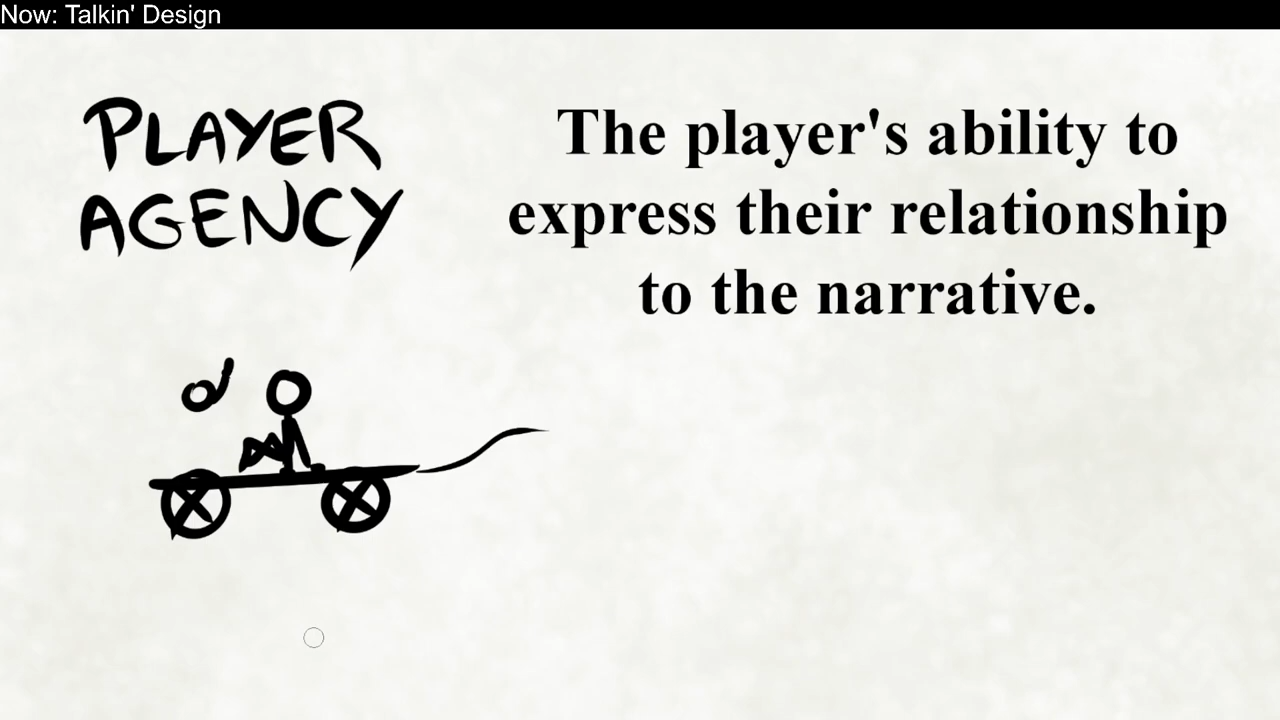 Now: Talkin' Design
PLAYER
AGENCY
The player's ability to
express their relationship
to the narrative.